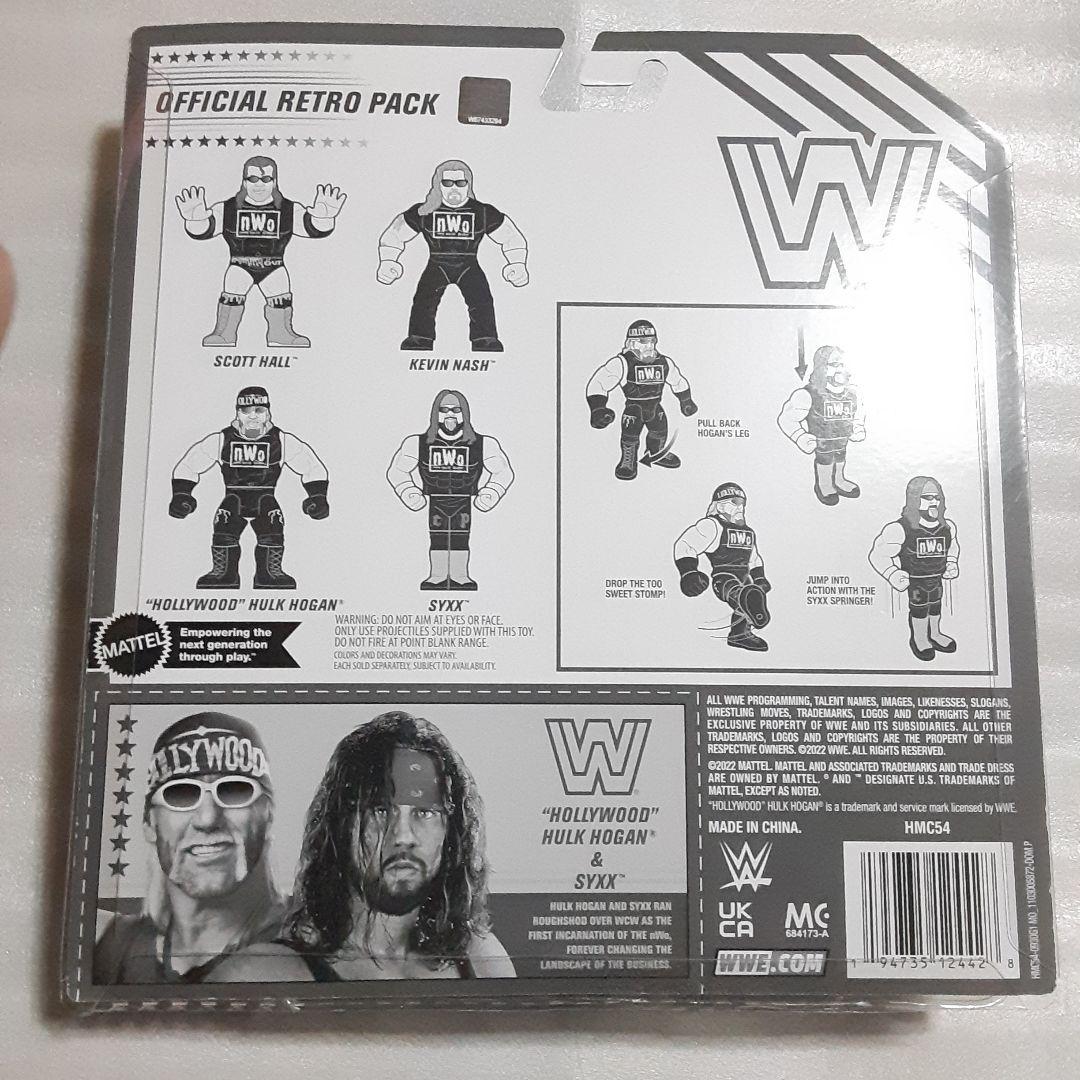 OFFICIAL RETRO PACK
W
nWo
nWo
SCOTT HALL™
KEVIN NASH™
nWo
nWo
C P
"HOLLYWOOD" HULK HOGAN®
SYXX™
nWo
nWo
PULL BACK
HOGAN'S LEG
nWo
nWo
DROP THE TOO
SWEET STOMP!
JUMP INTO
ACTION WITH THE
SYXX SPRINGER!
MATTEL
Empowering the
next generation
through play.™
WARNING: DO NOT AIM AT EYES OR FACE.
ONLY USE PROJECTILES SUPPLIED WITH THIS TOY.
DO NOT FIRE AT POINT BLANK RANGE.
COLORS AND DECORATIONS MAY VARY.
EACH SOLD SEPARATELY, SUBJECT TO AVAILABILITY.
OLLYWOOD
W
"HOLLYWOOD"
HULK HOGAN®
&
SYXX™
HULK HOGAN AND SYXX RAN
ROUGHSHOD OVER WCW AS THE
FIRST INCARNATION OF THE nWo,
FOREVER CHANGING THE
LANDSCAPE OF THE BUSINESS.
ALL WWE PROGRAMMING, TALENT NAMES, IMAGES, LIKENESSES, SLOGANS,
WRESTLING MOVES, TRADEMARKS, LOGOS AND COPYRIGHTS ARE THE
EXCLUSIVE PROPERTY OF WWE AND ITS SUBSIDIARIES. ALL OTHER
TRADEMARKS, LOGOS AND COPYRIGHTS ARE THE PROPERTY OF THEIR
RESPECTIVE OWNERS. ©2022 WWE. ALL RIGHTS RESERVED.
©2022 MATTEL. MATTEL AND ASSOCIATED TRADEMARKS AND TRADE DRESS
ARE OWNED BY MATTEL. ® AND ™ DESIGNATE U.S. TRADEMARKS OF
MATTEL, EXCEPT AS NOTED.
"HOLLYWOOD" HULK HOGAN® is a trademark and service mark licensed by WWE.
MADE IN CHINA.
HMC54
W
UK
CA
MC
684173-A
WWE.COM
1 94735 12442 8